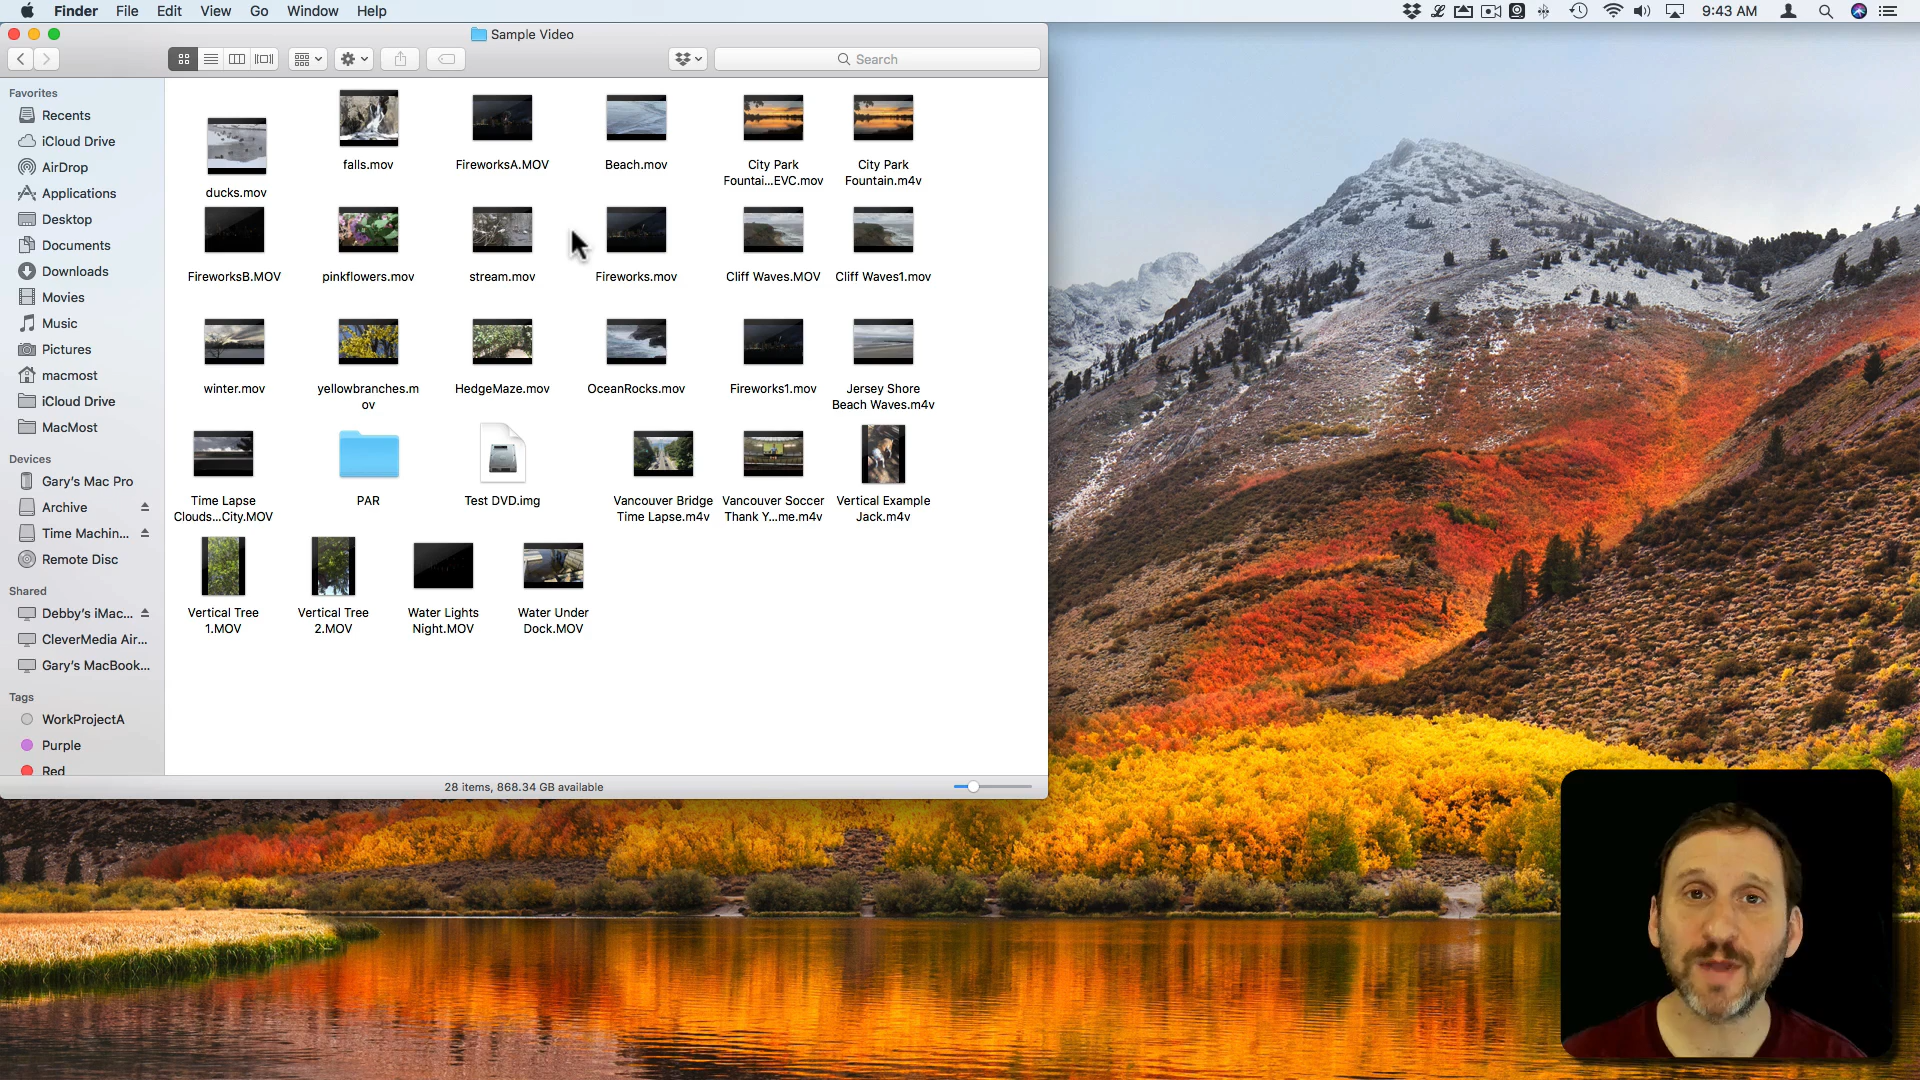 Finder File Edit View Go Window Help
9:43 AM
Sample Video
Search
Favorites
Recents
iCloud Drive
AirDrop
Applications
Desktop
Documents
Downloads
Movies
Music
Pictures
macmost
iCloud Drive
MacMost
Devices
Gary's Mac Pro
Archive
Time Machin...
Remote Disc
Shared
Debby's iMac...
CleverMedia Air...
Gary's MacBook...
Tags
WorkProjectA
Purple
Red
ducks.mov
falls.mov
FireworksA.MOV
Beach.mov
City Park
Fountai...EVC.mov
City Park
Fountain.m4v
FireworksB.MOV
pinkflowers.mov
stream.mov
Fireworks.mov
Cliff Waves.MOV
Cliff Waves1.mov
winter.mov
yellowbranches.m
ov
HedgeMaze.mov
OceanRocks.mov
Fireworks1.mov
Jersey Shore
Beach Waves.m4v
Time Lapse
Clouds...City.MOV
PAR
Test DVD.img
Vancouver Bridge
Time Lapse.m4v
Vancouver Soccer
Thank Y...me.m4v
Vertical Example
Jack.m4v
Vertical Tree
1.MOV
Vertical Tree
2.MOV
Water Lights
Night.MOV
Water Under
Dock.MOV
28 items, 868.34 GB available